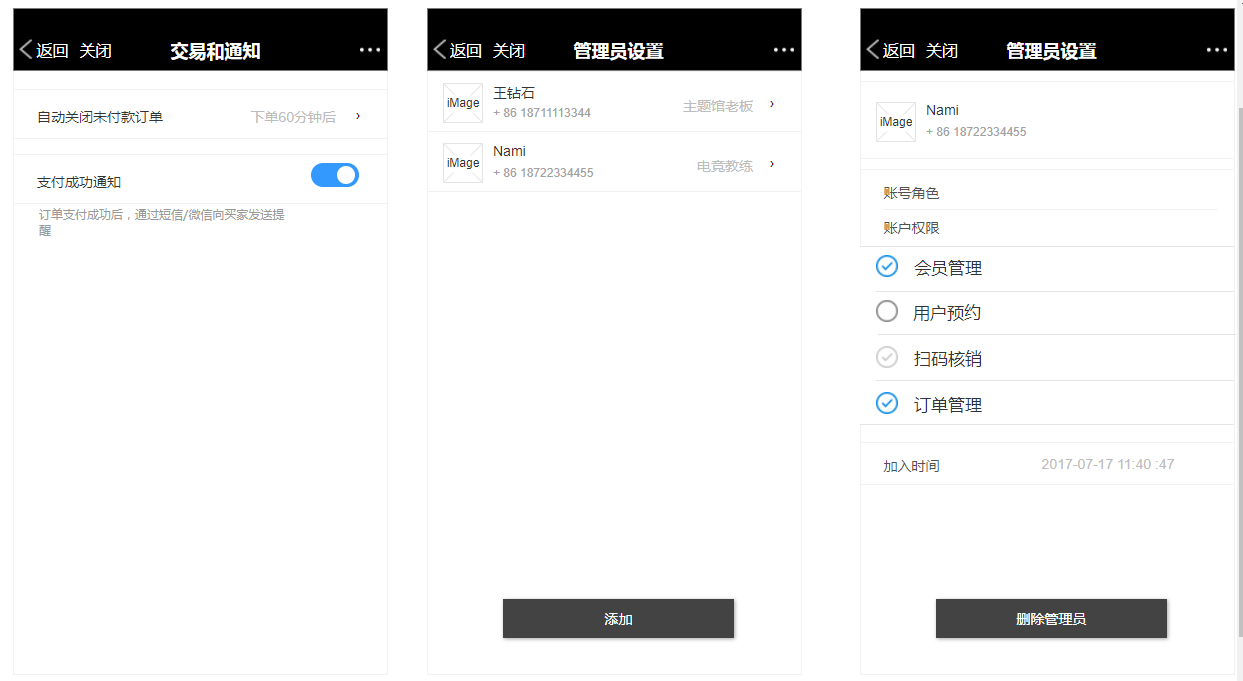 返回 关闭 交易和通知
自动关闭未付款订单 下单60分钟后
支付成功通知
订单支付成功后，通过短信/微信向买家发送提
醒
返回 关闭 管理员设置
iMage
王钻石
+ 86 18711113344
主题馆老板
iMage
Nami
+ 86 18722334455
电竞教练
添加
返回 关闭 管理员设置
iMage
Nami
+ 86 18722334455
账号角色
账户权限
会员管理
用户预约
扫码核销
订单管理
加入时间 2017-07-17 11:40 :47
删除管理员